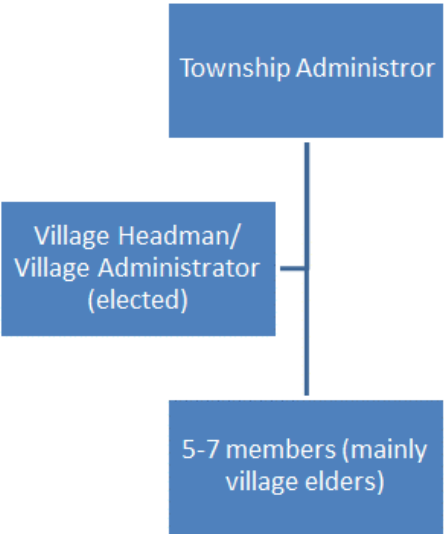 Township Administror
Village Headman/
Village Administrator
(elected)
5-7 members (mainly
village elders)